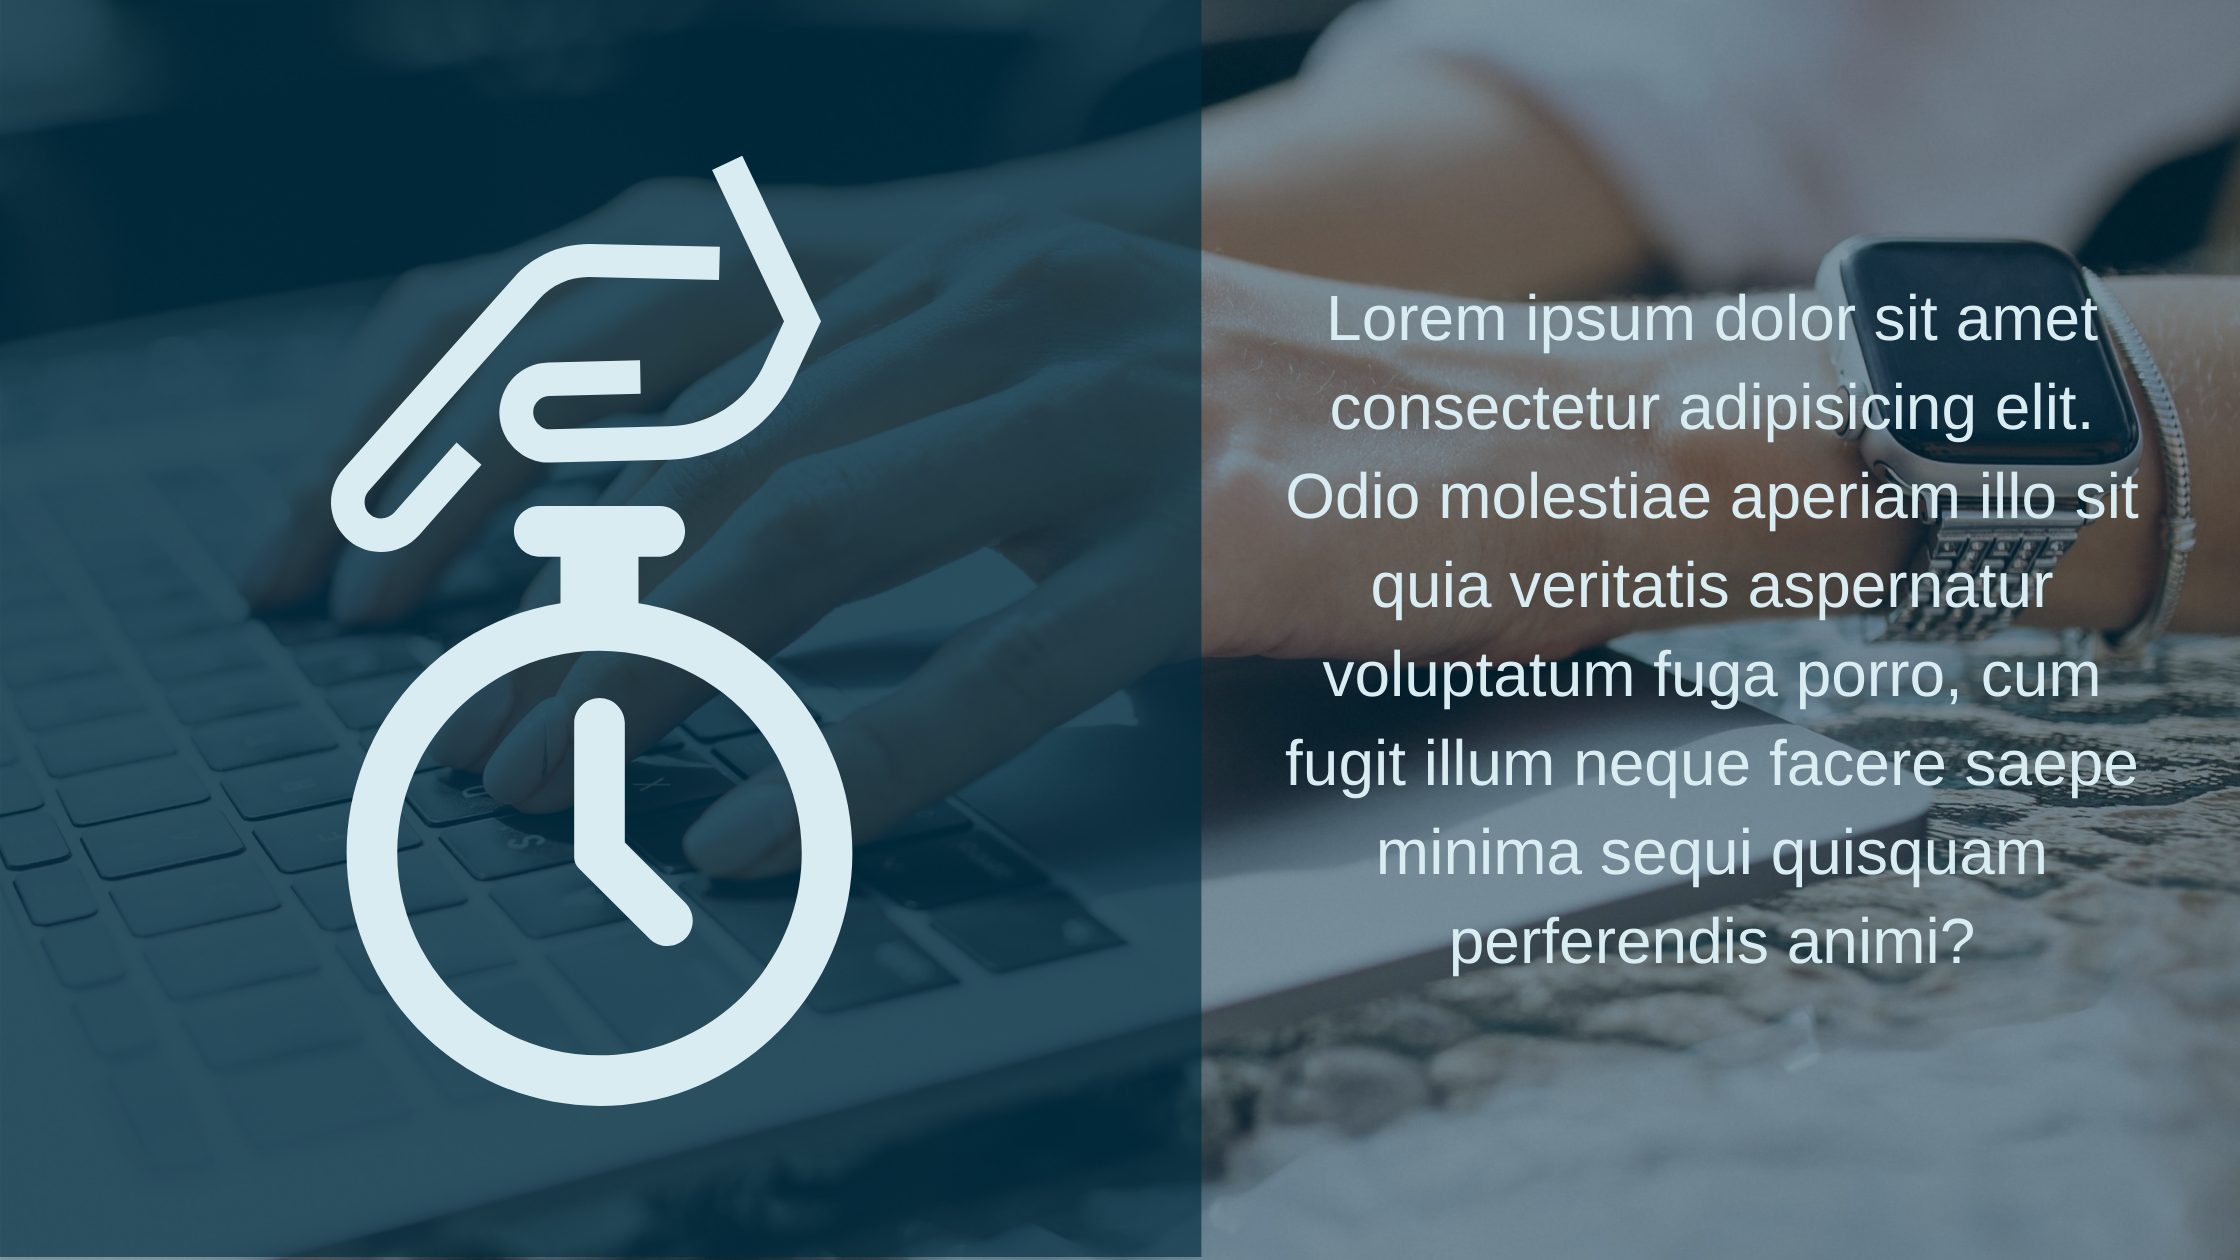 Lorem ipsum dolor sit amet
consectetur adipisicing elit.
Odio molestiae aperiam illo sit
quia veritatis aspernatur
voluptatum fuga porro, cum
fugit illum neque facere saepe
minima sequi quisquam
perferendis animi?